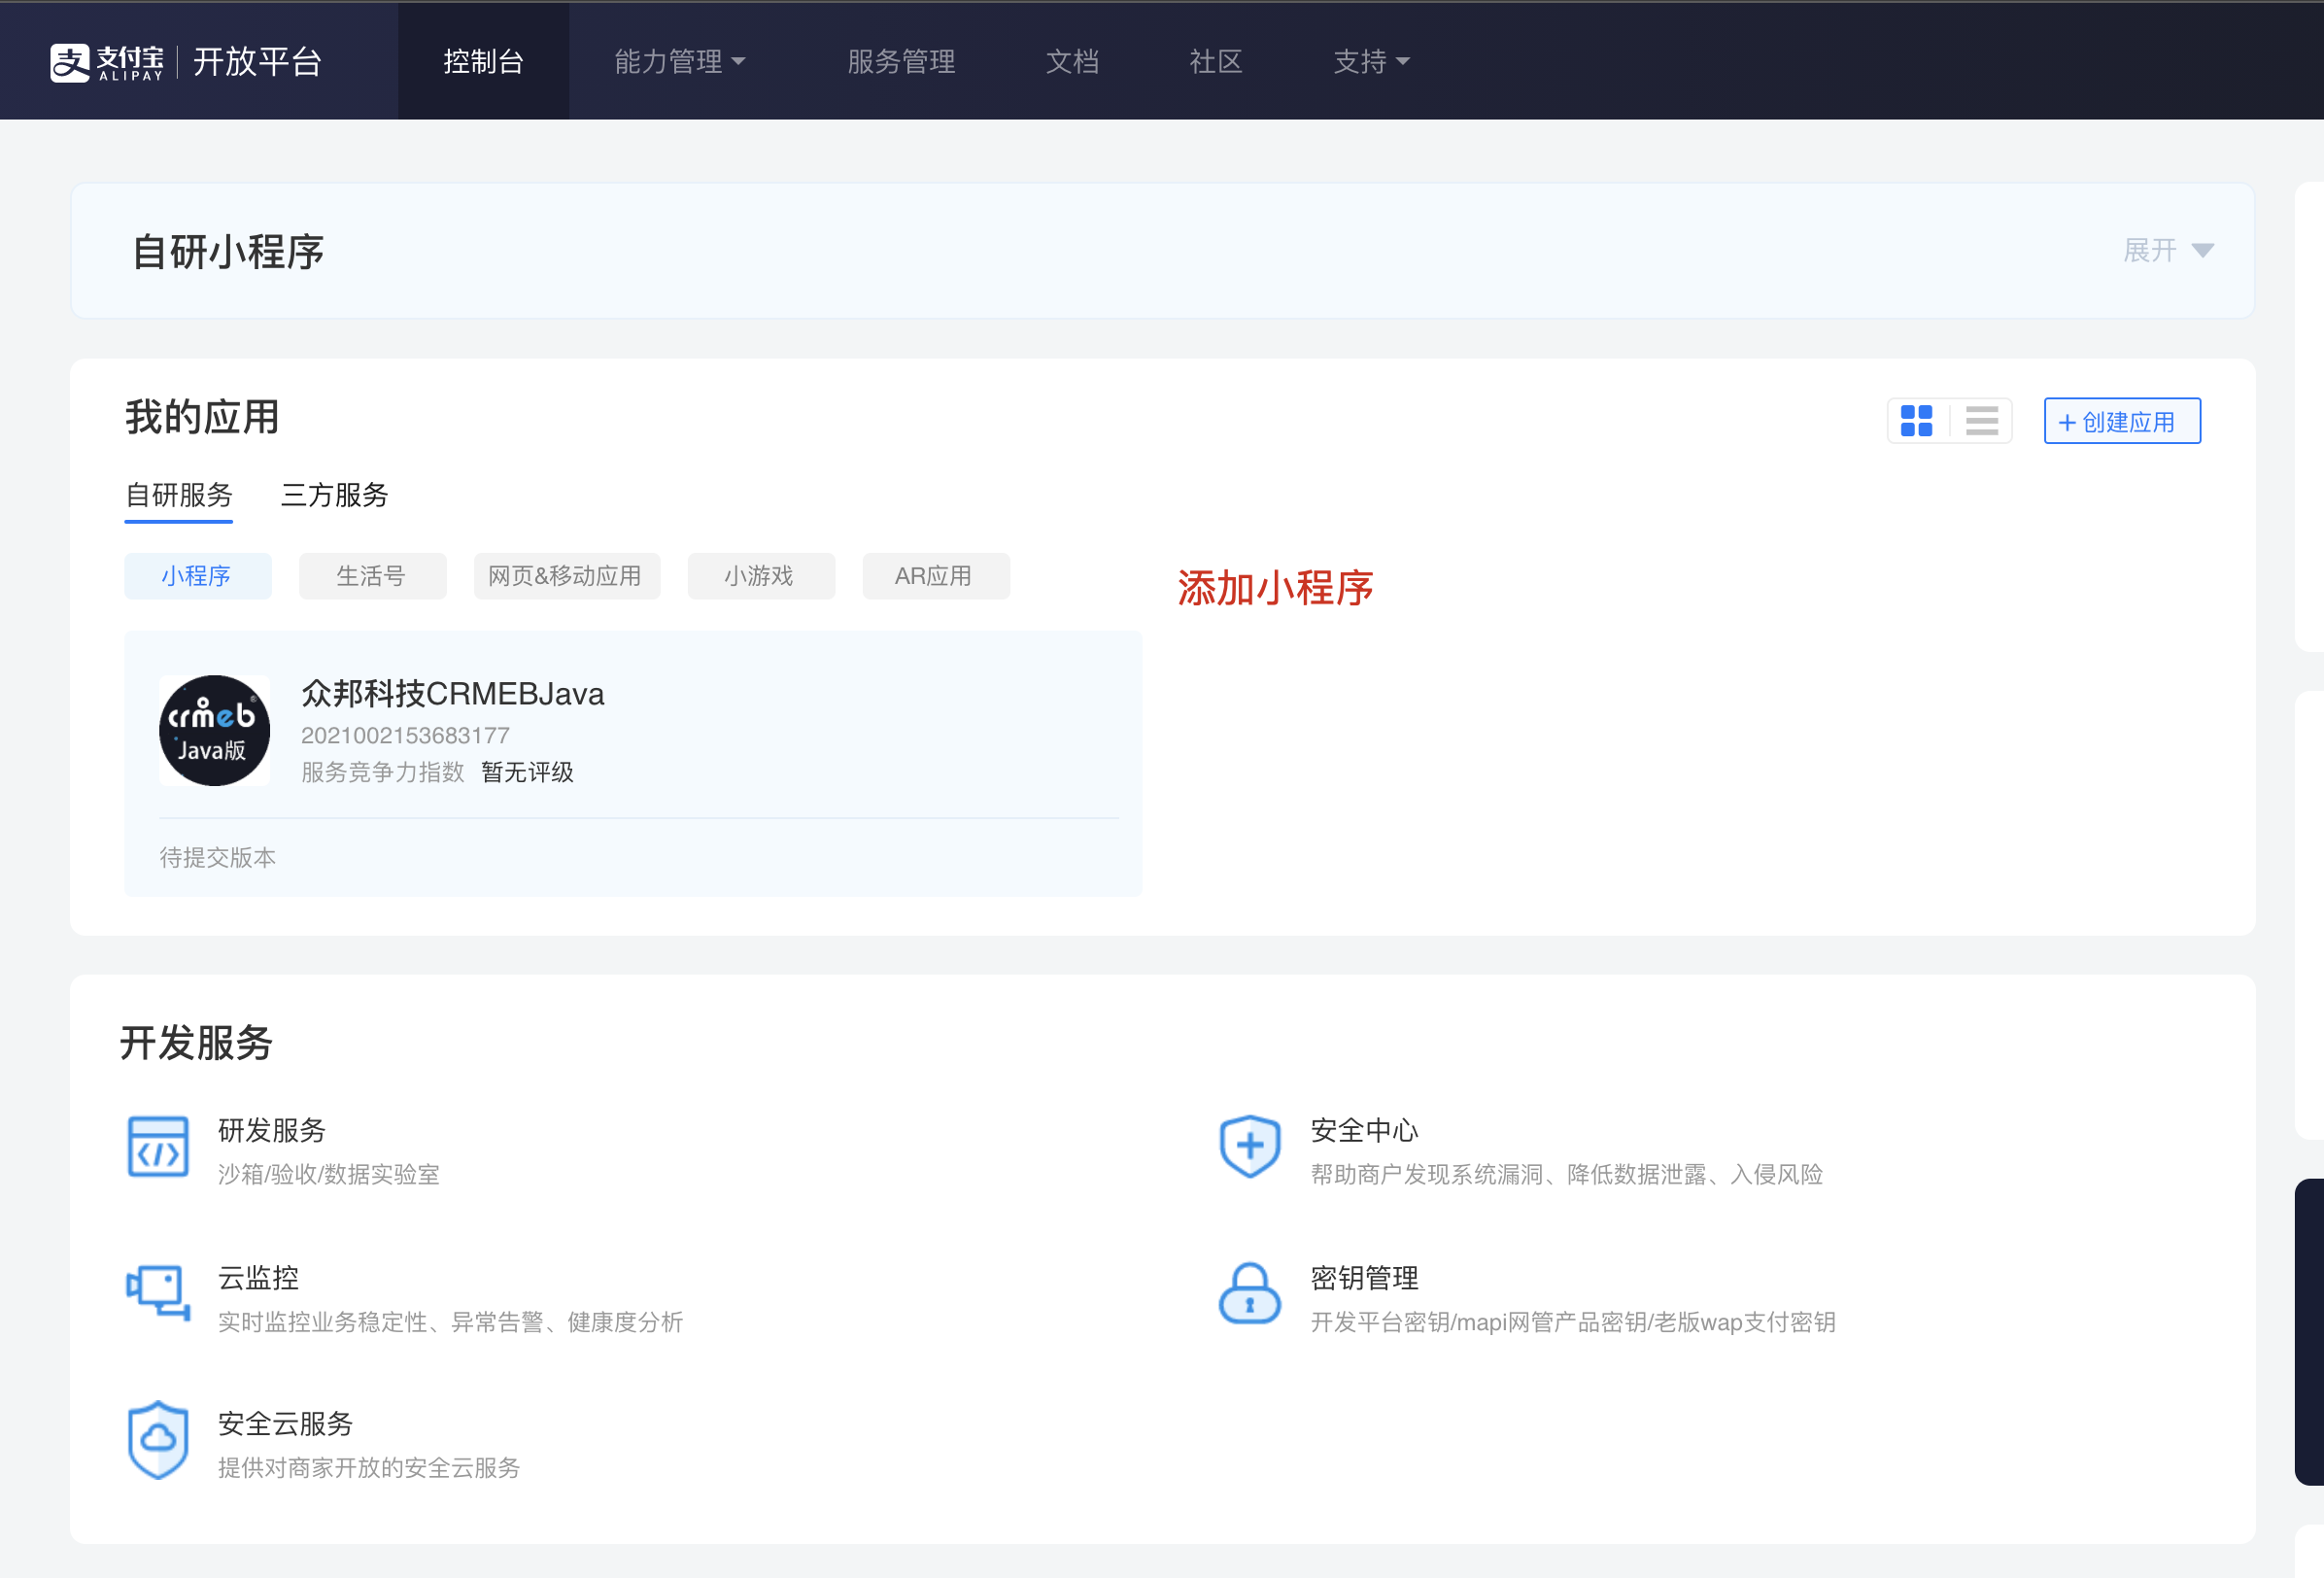 支付宝 ALIPAY 开放平台 控制台 能力管理 服务管理 文档 社区 支持
自研小程序 展开
我的应用 +创建应用
自研服务 三方服务
小程序 生活号 网页&移动应用 小游戏 AR应用
添加小程序
crmeb® Java版
众邦科技CRMEBJava
2021002153683177
服务竞争力指数 暂无评级
待提交版本
开发服务
研发服务
沙箱/验收/数据实验室
安全中心
帮助商户发现系统漏洞、降低数据泄露、入侵风险
云监控
实时监控业务稳定性、异常告警、健康度分析
密钥管理
开发平台密钥/mapi网管产品密钥/老版wap支付密钥
安全云服务
提供对商家开放的安全云服务